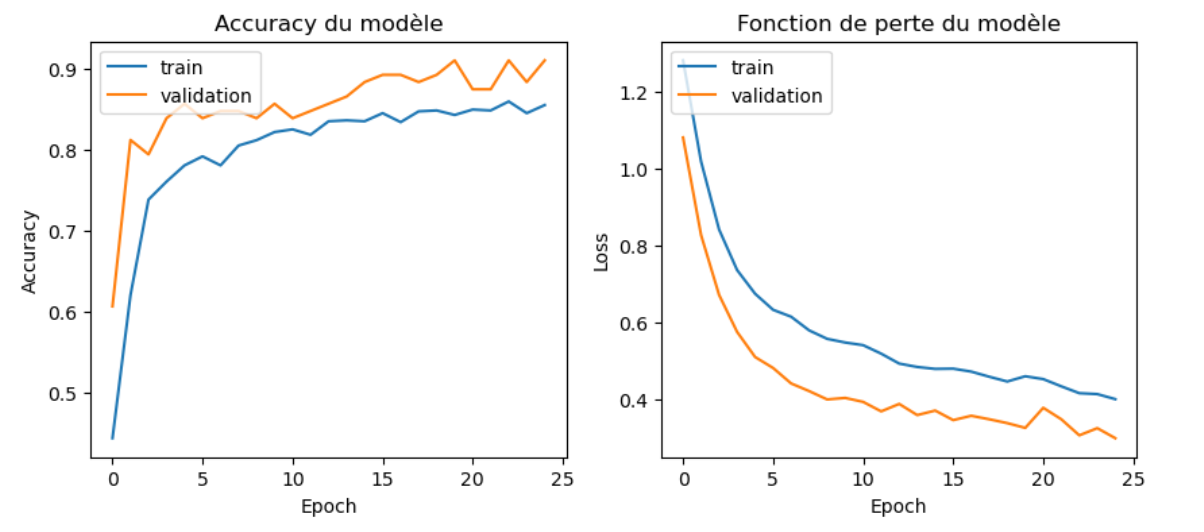 Accuracy du modèle
train
validation
0.9
0.8
0.7
0.6
0.5
Accuracy
0 5 10 15 20 25
Epoch
Fonction de perte du modèle
train
validation
1.2
1.0
0.8
0.6
0.4
Loss
0 5 10 15 20 25
Epoch